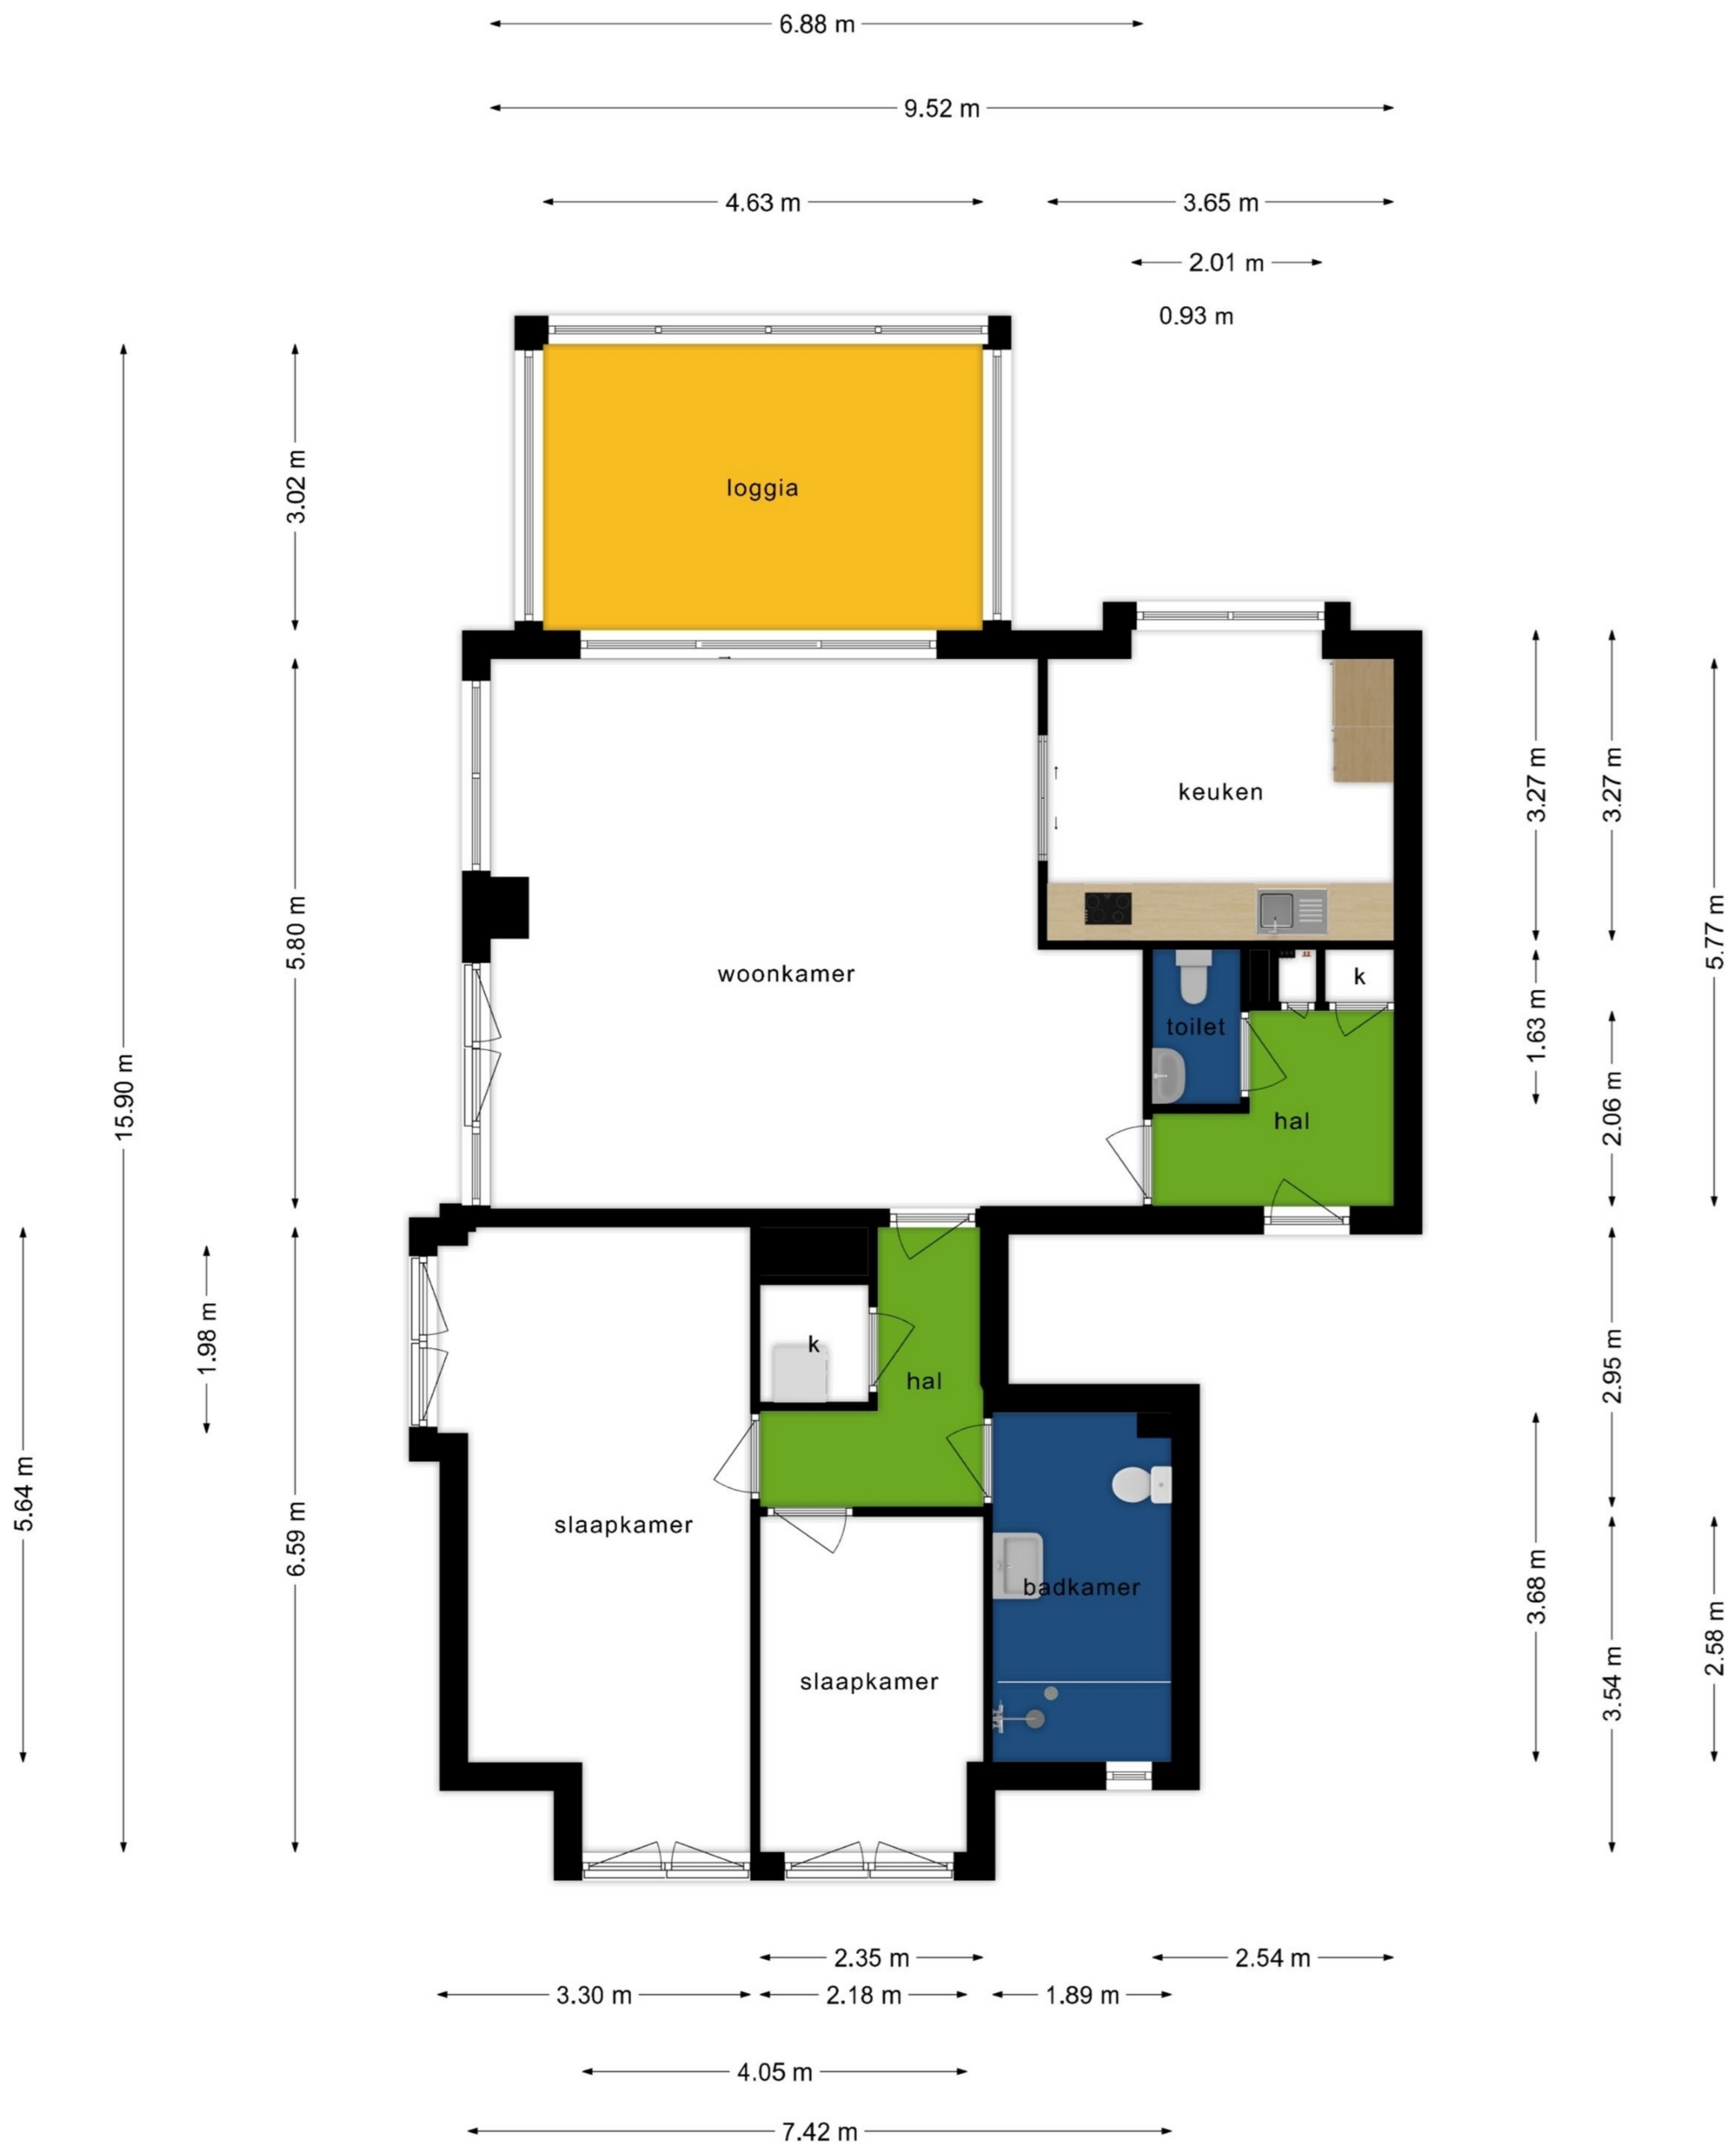 6.88 m
9.52 m
4.63 m
3.65 m
2.01 m
0.93 m
loggia
3.02 m
keuken
3.27 m
3.27 m
5.77 m
5.80 m
woonkamer
k
toilet
1.63 m
hal
2.06 m
15.90 m
1.98 m
k
hal
2.95 m
5.64 m
6.59 m
slaapkamer
badkamer
3.68 m
slaapkamer
3.54 m
2.58 m
2.35 m
2.54 m
3.30 m
2.18 m
1.89 m
4.05 m
7.42 m